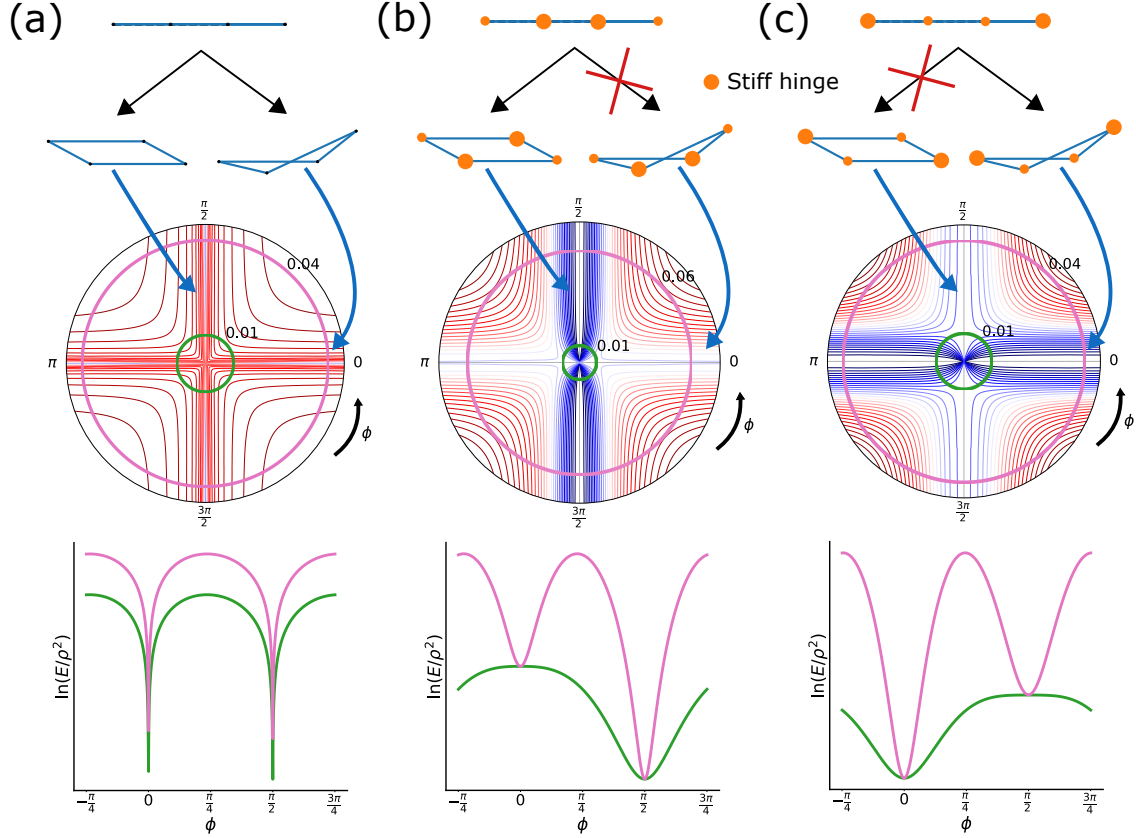 (a)
(b)
(c)
Stiff hinge
π/2
0.04
0.01
π
0
3π/2
ϕ
π/2
0.06
0.01
π
0
3π/2
ϕ
π/2
0.04
0.01
π
0
3π/2
ϕ
ln(E/ρ²)
−π/4 0 π/4 π/2 3π/4
ϕ
ln(E/ρ²)
−π/4 0 π/4 π/2 3π/4
ϕ
ln(E/ρ²)
−π/4 0 π/4 π/2 3π/4
ϕ